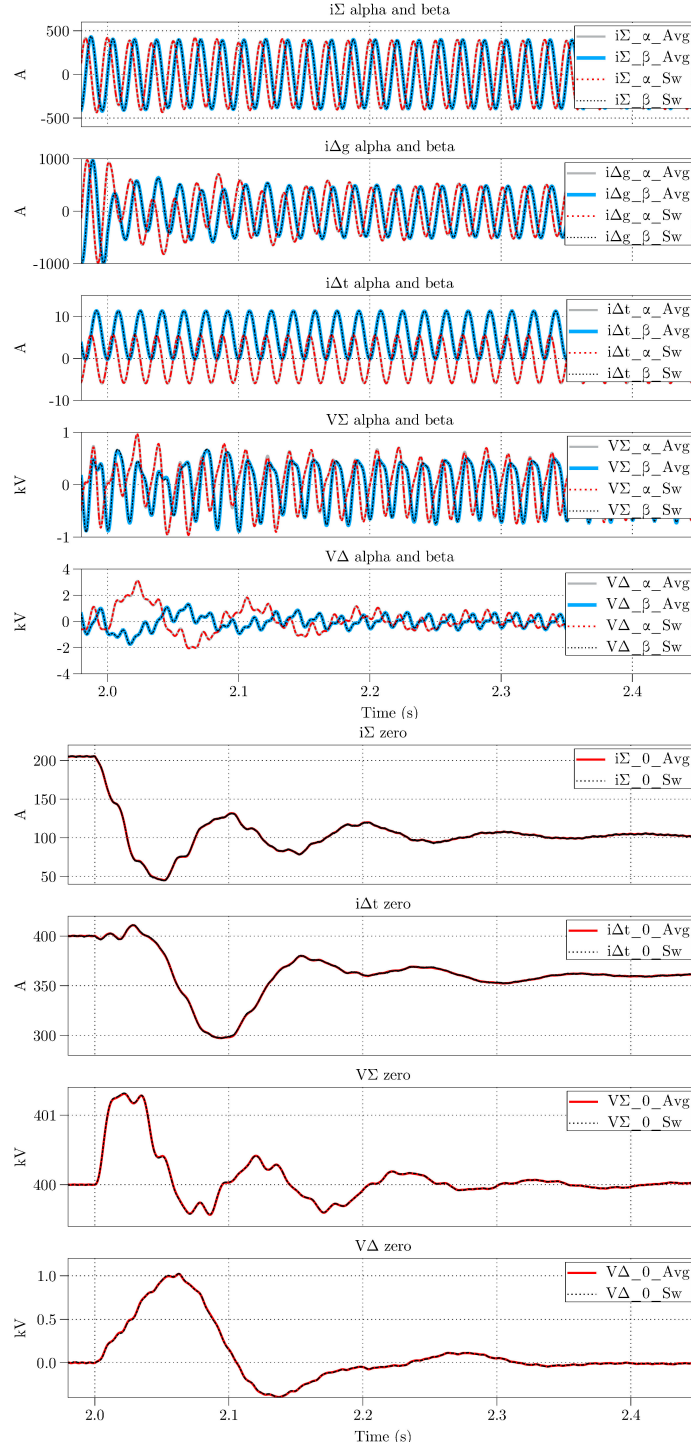 iΣ alpha and beta
500
0
-500
A
iΣ_α_Avg
iΣ_β_Avg
iΣ_α_Sw
iΣ_β_Sw
iΔg alpha and beta
1000
0
-1000
A
iΔg_α_Avg
iΔg_β_Avg
iΔg_α_Sw
iΔg_β_Sw
iΔt alpha and beta
10
0
-10
A
iΔt_α_Avg
iΔt_β_Avg
iΔt_α_Sw
iΔt_β_Sw
VΣ alpha and beta
1
0
-1
kV
VΣ_α_Avg
VΣ_β_Avg
VΣ_α_Sw
VΣ_β_Sw
VΔ alpha and beta
4
2
0
-2
-4
kV
VΔ_α_Avg
VΔ_β_Avg
VΔ_α_Sw
VΔ_β_Sw
2.0 2.1 2.2 2.3 2.4
Time (s)
iΣ zero
200
150
100
50
A
iΣ_0_Avg
iΣ_0_Sw
iΔt zero
400
350
300
A
iΔt_0_Avg
iΔt_0_Sw
VΣ zero
401
400
kV
VΣ_0_Avg
VΣ_0_Sw
VΔ zero
1.0
0.5
0.0
kV
VΔ_0_Avg
VΔ_0_Sw
2.0 2.1 2.2 2.3 2.4
Time (s)